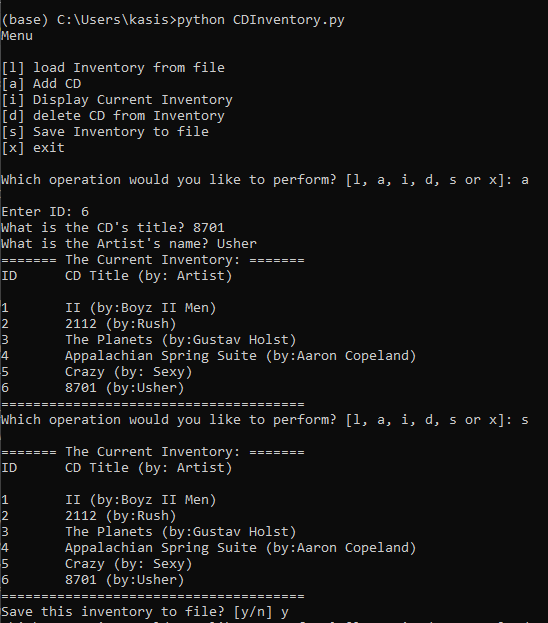 (base) C:\Users\kasis>python CDInventory.py
Menu
[l] load Inventory from file
[a] Add CD
[i] Display Current Inventory
[d] delete CD from Inventory
[s] Save Inventory to file
[x] exit
Which operation would you like to perform? [l, a, i, d, s or x]: a
Enter ID: 6
What is the CD's title? 8701
What is the Artist's name? Usher
======= The Current Inventory: =======
ID      CD Title (by: Artist)
1       II (by:Boyz II Men)
2       2112 (by:Rush)
3       The Planets (by:Gustav Holst)
4       Appalachian Spring Suite (by:Aaron Copeland)
5       Crazy (by: Sexy)
6       8701 (by:Usher)
======================================
Which operation would you like to perform? [l, a, i, d, s or x]: s
======= The Current Inventory: =======
ID      CD Title (by: Artist)
1       II (by:Boyz II Men)
2       2112 (by:Rush)
3       The Planets (by:Gustav Holst)
4       Appalachian Spring Suite (by:Aaron Copeland)
5       Crazy (by: Sexy)
6       8701 (by:Usher)
======================================
Save this inventory to file? [y/n] y